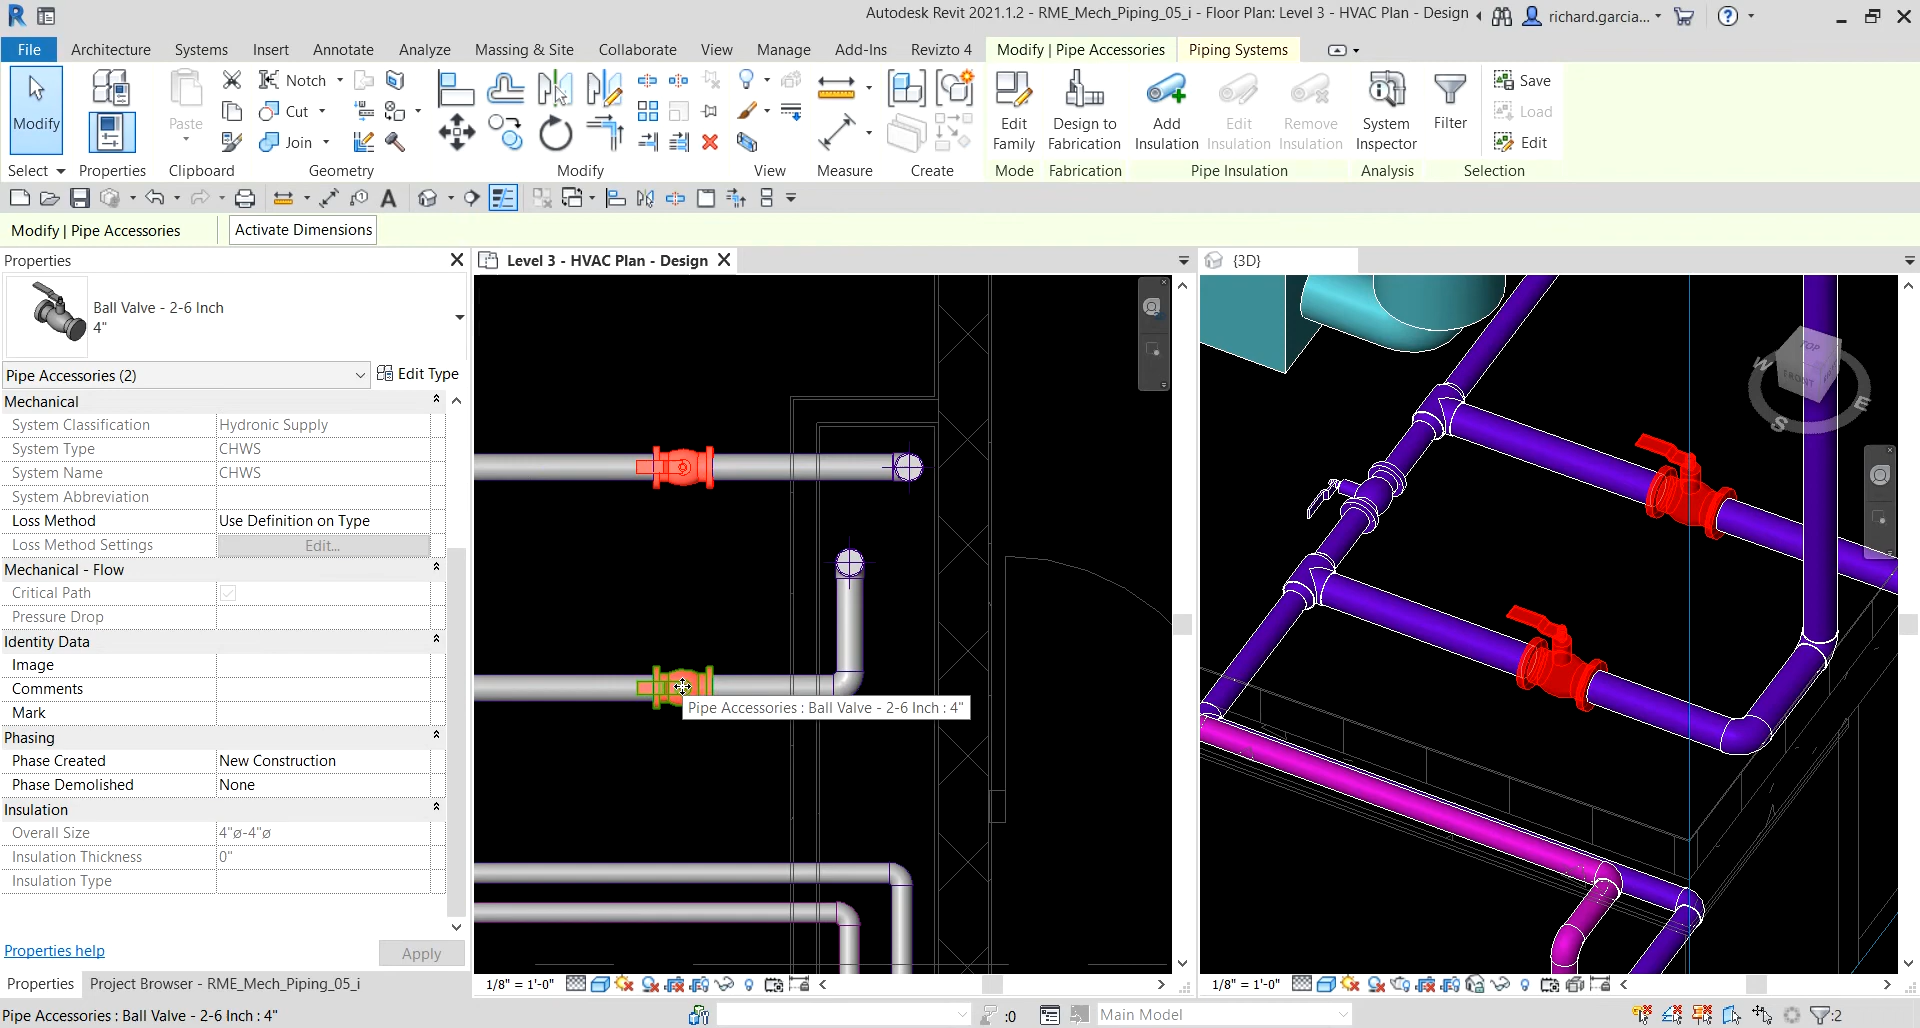 Autodesk Revit 2021.1.2 - RME_Mech_Piping_05_i - Floor Plan: Level 3 - HVAC Plan - Design
richard.garcia...
File Architecture Systems Insert Annotate Analyze Massing & Site Collaborate View Manage Add-Ins Revizto 4 Modify | Pipe Accessories Piping Systems
Modify
Paste
Notch
Cut
Join
Edit Family
Design to Fabrication
Add Insulation
Edit Insulation
Remove Insulation
System Inspector
Filter
Save
Load
Edit
Select Properties Clipboard Geometry Modify View Measure Create Mode Fabrication Pipe Insulation Analysis Selection
Modify | Pipe Accessories Activate Dimensions
Properties
Ball Valve - 2-6 Inch
4"
Pipe Accessories (2) Edit Type
Mechanical
System Classification Hydronic Supply
System Type CHWS
System Name CHWS
System Abbreviation
Loss Method Use Definition on Type
Loss Method Settings Edit...
Mechanical - Flow
Critical Path
Pressure Drop
Identity Data
Image
Comments
Mark
Phasing
Phase Created New Construction
Phase Demolished None
Insulation
Overall Size 4"ø-4"ø
Insulation Thickness 0"
Insulation Type
Properties help Apply
Properties Project Browser - RME_Mech_Piping_05_i
Level 3 - HVAC Plan - Design
Pipe Accessories : Ball Valve - 2-6 Inch : 4"
1/8" = 1'-0"
{3D}
TOP
FRONT
W
S
E
1/8" = 1'-0"
Pipe Accessories : Ball Valve - 2-6 Inch : 4"
:0
Main Model
:2